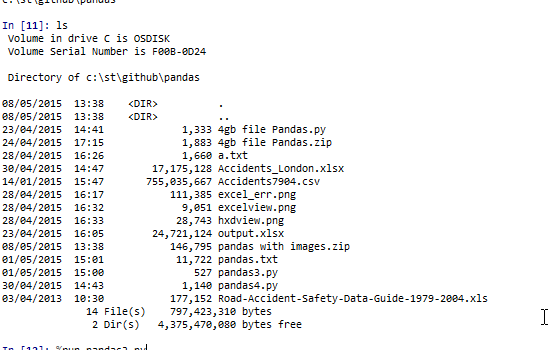 c:\st\github\pandas
In [11]: ls
Volume in drive C is OSDISK
Volume Serial Number is F00B-0D24
Directory of c:\st\github\pandas
08/05/2015 13:38 <DIR> .
08/05/2015 13:38 <DIR> ..
23/04/2015 14:41 1,333 4gb file Pandas.py
24/04/2015 17:15 1,883 4gb file Pandas.zip
28/04/2015 16:26 1,660 a.txt
30/04/2015 14:47 17,175,128 Accidents_London.xlsx
14/01/2015 15:47 755,035,667 Accidents7904.csv
28/04/2015 16:17 111,385 excel_err.png
28/04/2015 16:32 9,051 excelview.png
28/04/2015 16:33 28,743 hxdview.png
23/04/2015 16:05 24,721,124 output.xlsx
08/05/2015 13:38 146,795 pandas with images.zip
01/05/2015 15:01 11,722 pandas.txt
01/05/2015 15:00 527 pandas3.py
30/04/2015 14:43 1,140 pandas4.py
03/04/2013 10:30 177,152 Road-Accident-Safety-Data-Guide-1979-2004.xls
14 File(s) 797,423,310 bytes
2 Dir(s) 4,375,470,080 bytes free
In [12]: %run pandas3.py